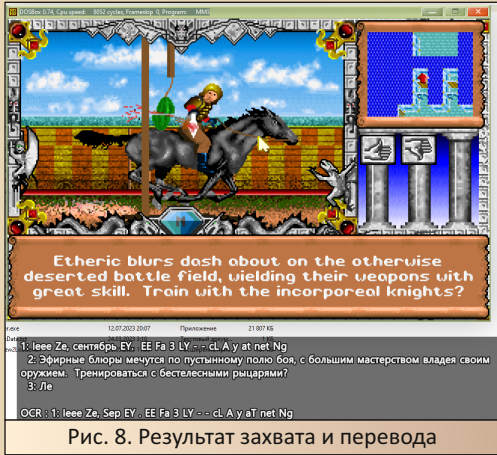 DOSBox 0.74, Cpu speed: 8052 cycles, Frameskip 0, Program: MM3
Etheric blurs dash about on the otherwise
deserted battle field, wielding their weapons with
great skill. Train with the incorporeal knights?
er.exe 12.07.2023 20:07 Приложение 21 807 КБ
1: leee Ze, сентябрь EY. EE Fa 3 LY - - cL A y at net Ng
2: Эфирные блюры мечутся по пустынному полю боя, с большим мастерством владея своим
оружием. Тренироваться с бестелесными рыцарями?
3: Ле
OCR : 1: leee Ze, Sep EY . EE Fa 3 LY - - cL A y aT net Ng
Рис. 8. Результат захвата и перевода